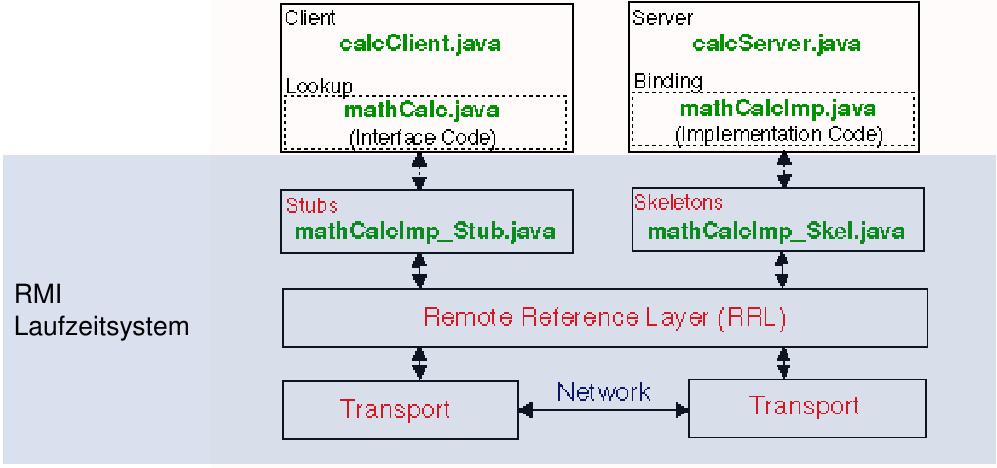 Client
calcClient.java
Lookup
mathCalc.java
(Interface Code)
Server
calcServer.java
Binding
mathCalcImp.java
(Implementation Code)
Stubs
mathCalcImp_Stub.java
Skeletons
mathCalcImp_Skel.java
RMI
Laufzeitsystem
Remote Reference Layer (RRL)
Transport
Network
Transport